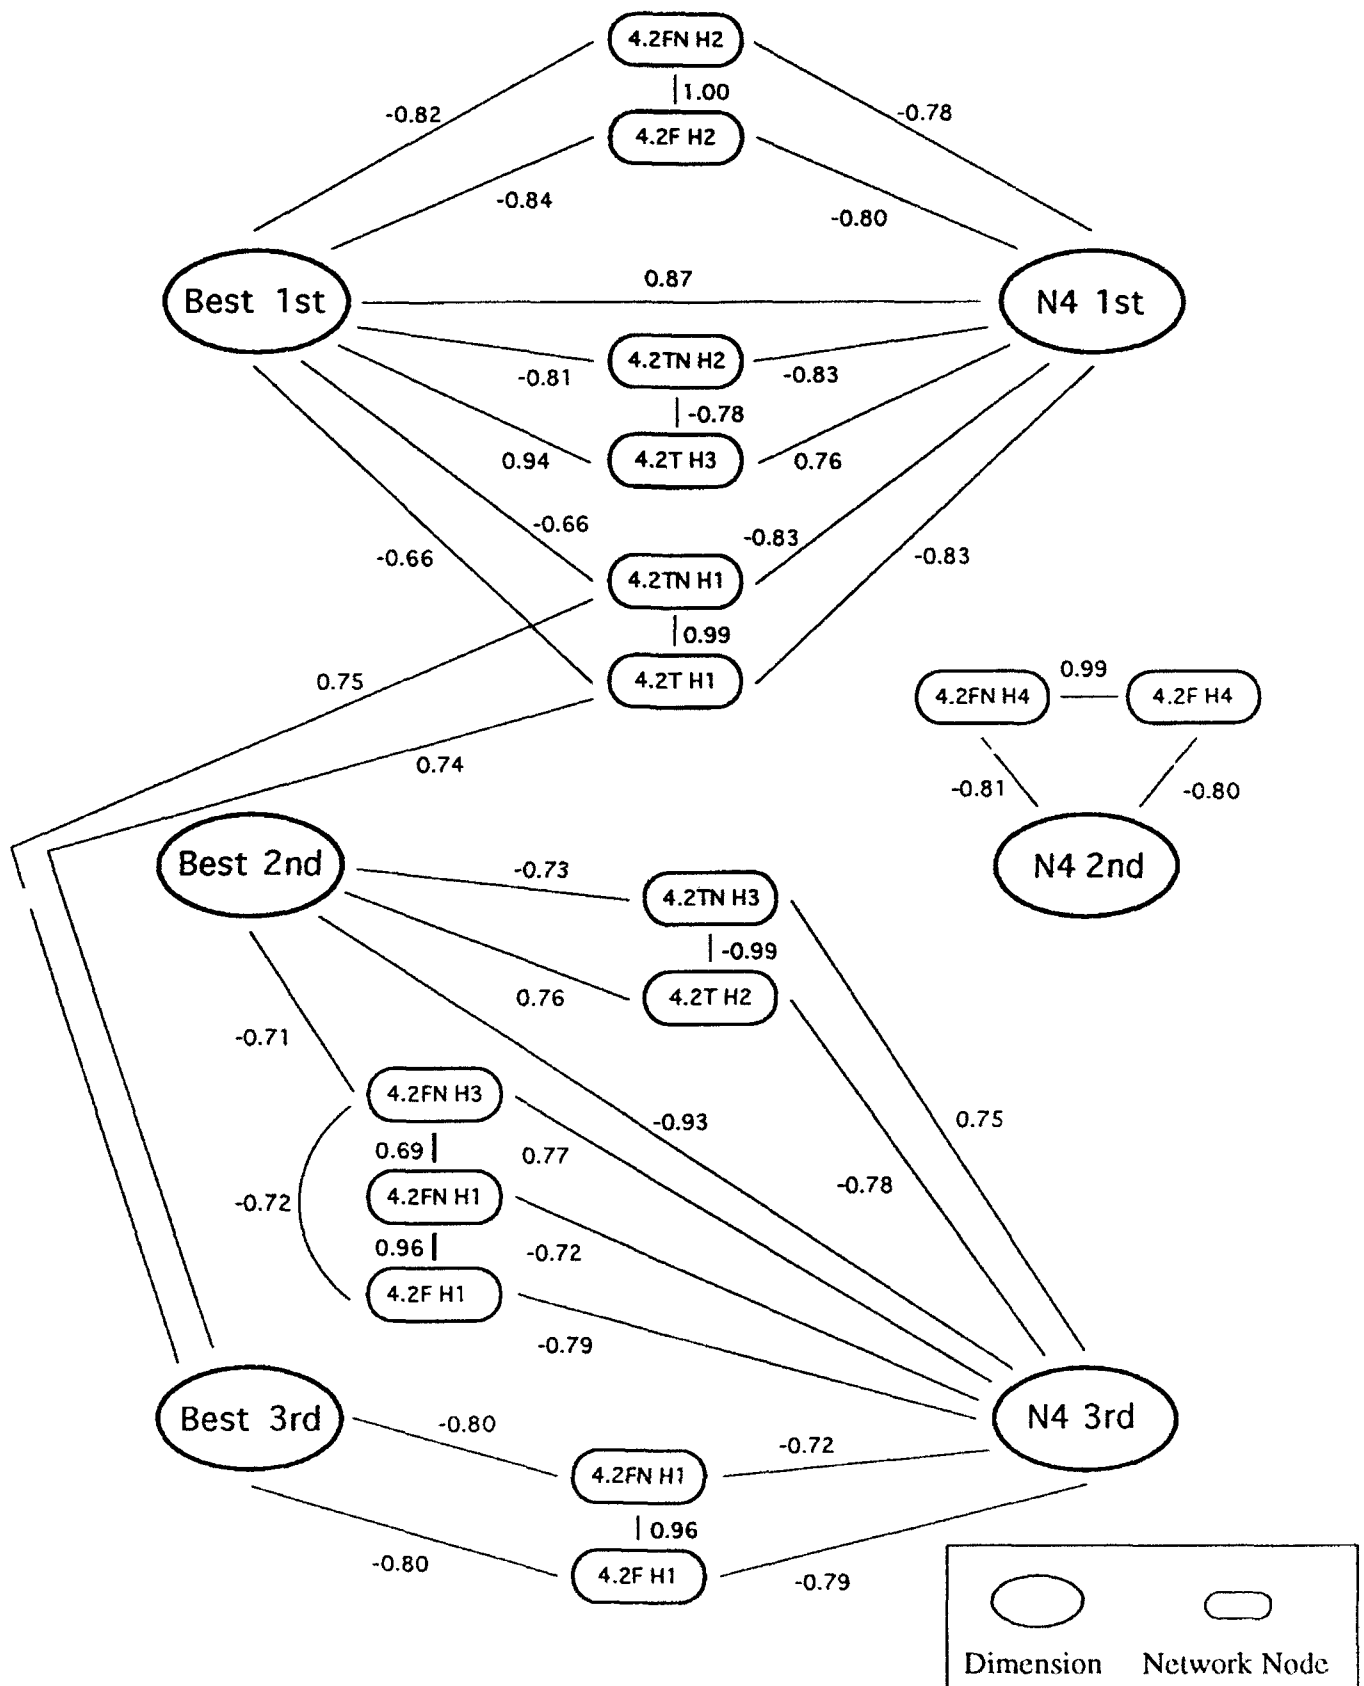 4.2FN H2
1.00
-0.82
-0.78
4.2F H2
-0.84
-0.80
0.87
Best 1st
N4 1st
4.2TN H2
-0.81
-0.83
-0.78
0.94
4.2T H3
0.76
-0.66
-0.83
-0.66
-0.83
4.2TN H1
0.99
0.75
4.2T H1
0.99
4.2FN H4
4.2F H4
0.74
-0.81
-0.80
Best 2nd
N4 2nd
-0.73
4.2TN H3
-0.99
0.76
4.2T H2
-0.71
4.2FN H3
-0.93
0.75
0.69
0.77
-0.78
-0.72
4.2FN H1
0.96
-0.72
4.2F H1
-0.79
Best 3rd
N4 3rd
-0.80
-0.72
4.2FN H1
0.96
-0.80
4.2F H1
-0.79
Dimension Network Node